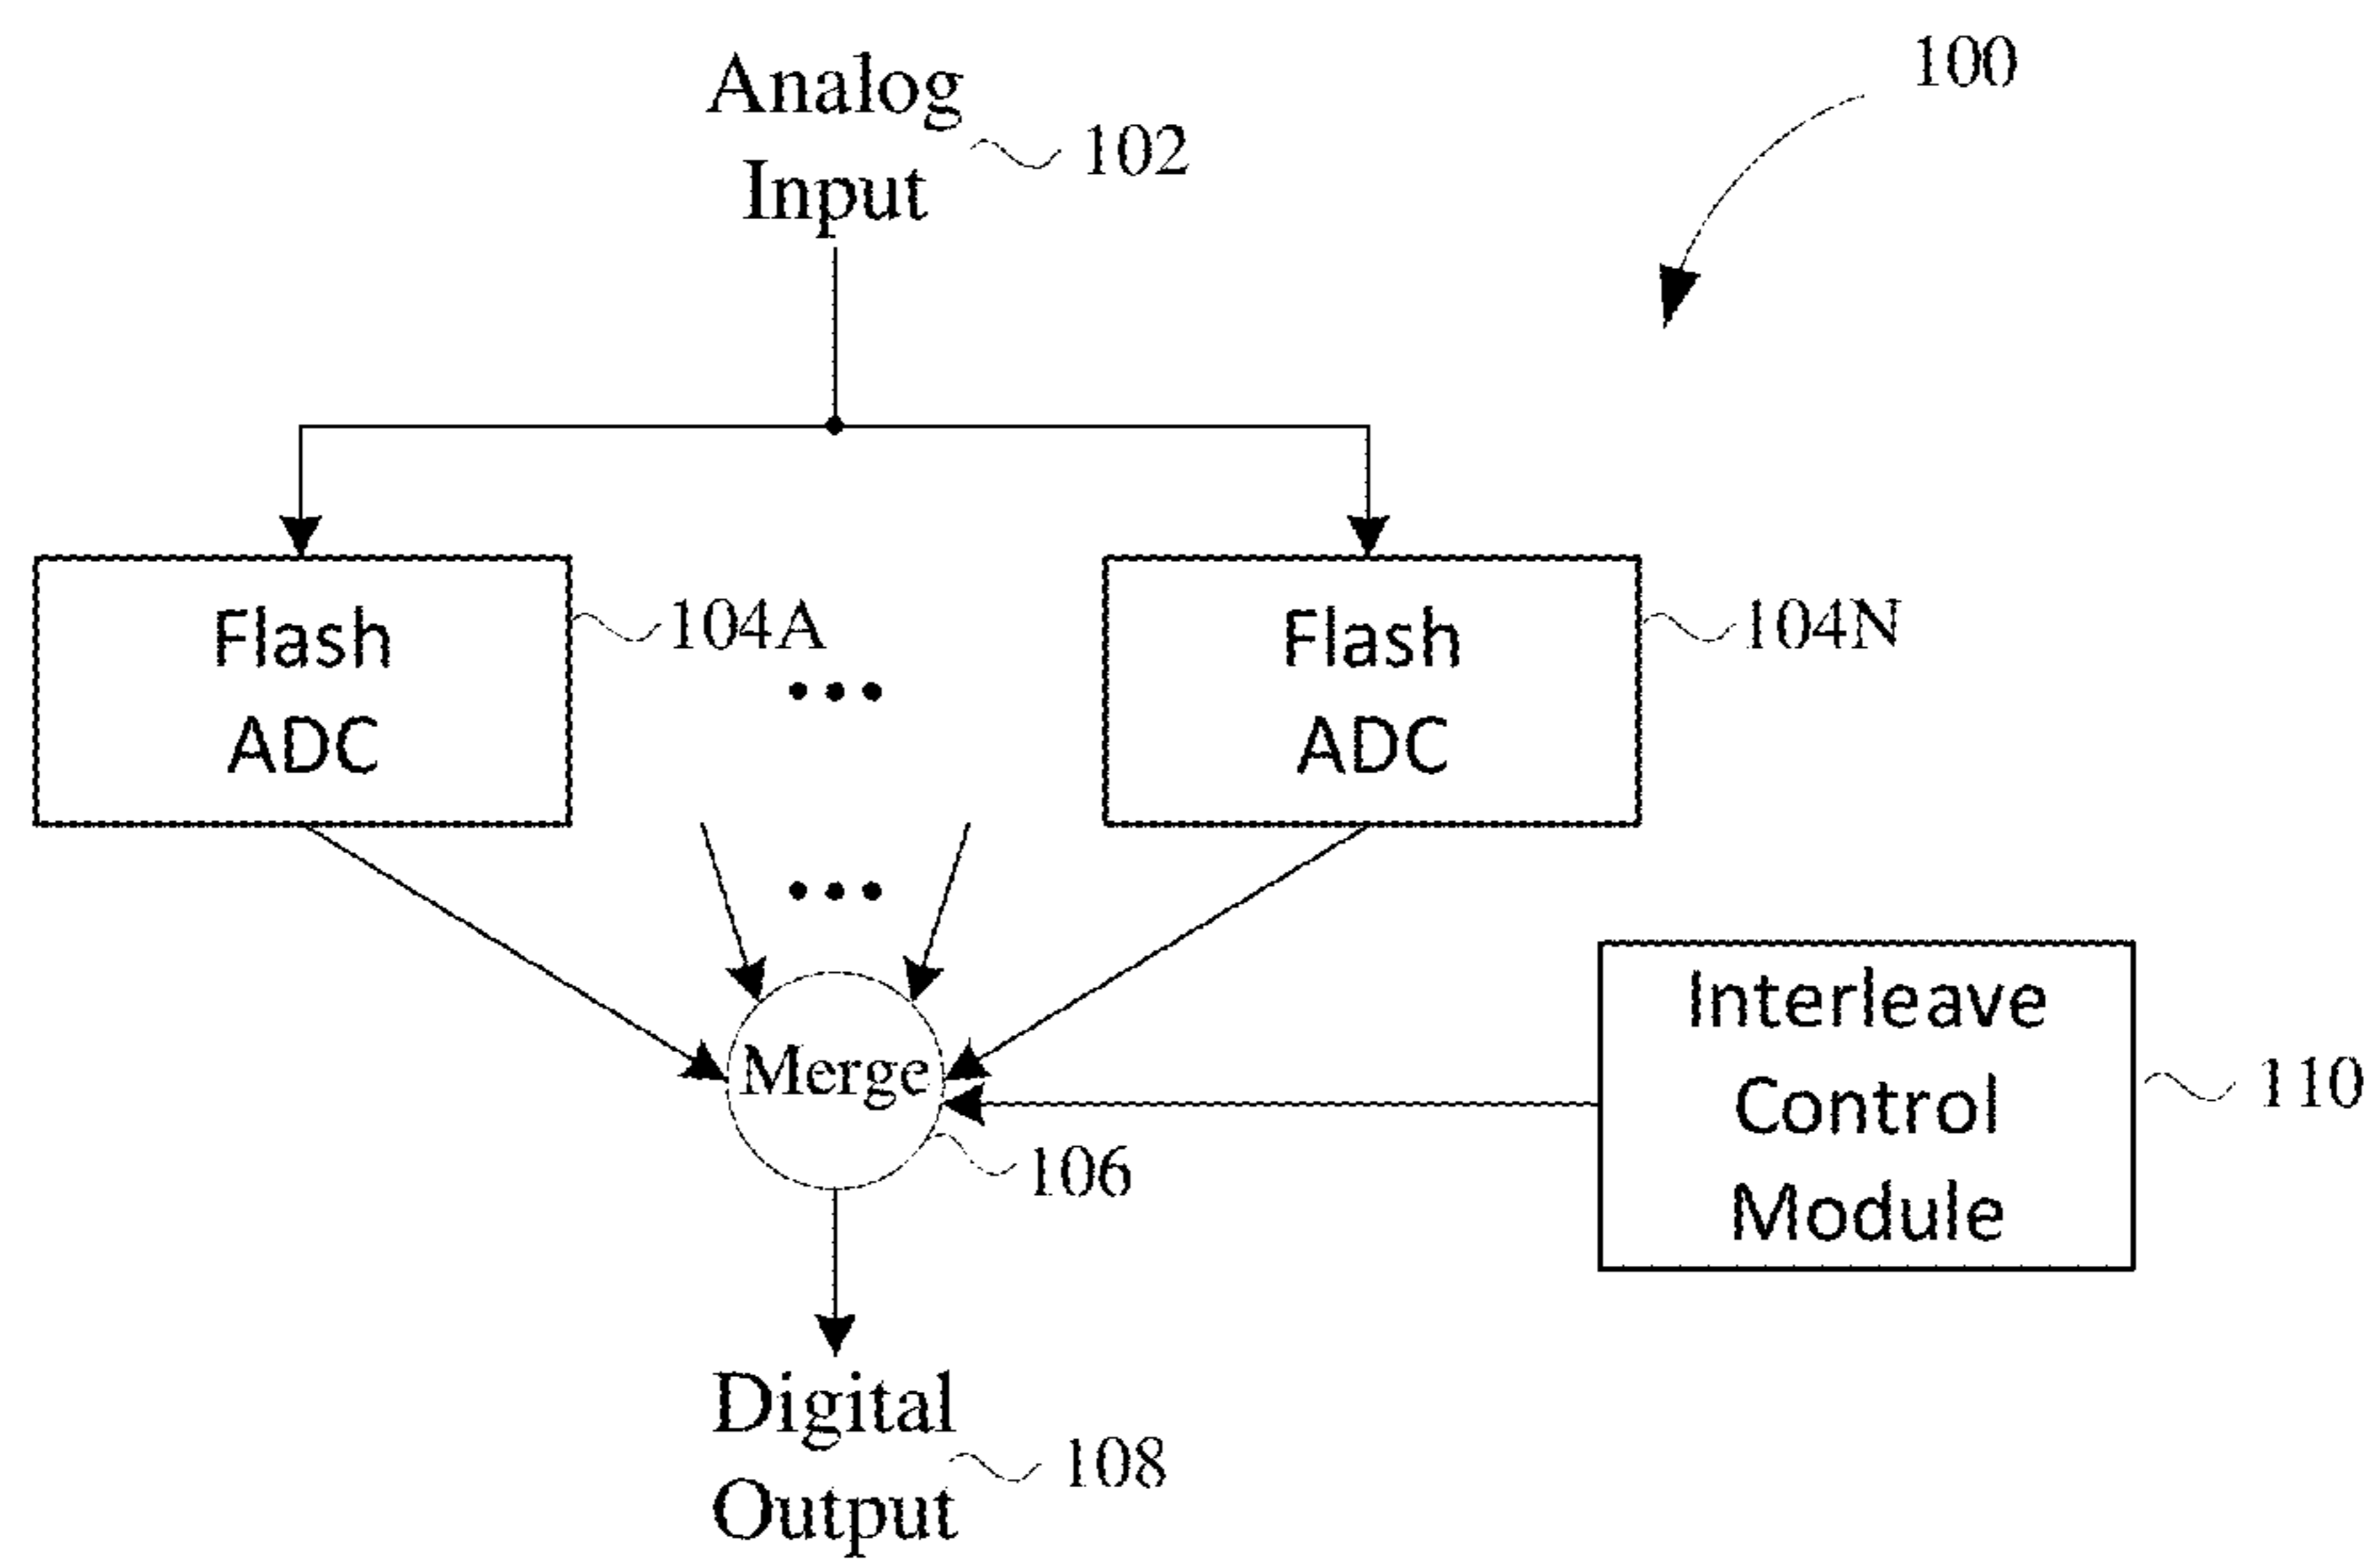 100
Analog
Input
102
Flash
ADC
104A
Flash
ADC
104N
Merge
106
Interleave
Control
Module
110
Digital
Output
108